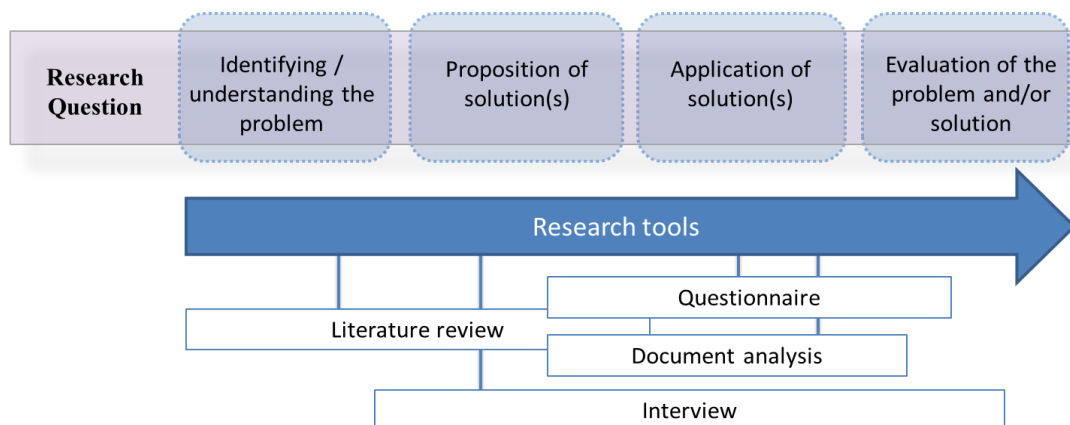 Research
Question
Identifying /
understanding the
problem
Proposition of
solution(s)
Application of
solution(s)
Evaluation of the
problem and/or
solution
Research tools
Questionnaire
Literature review
Document analysis
Interview